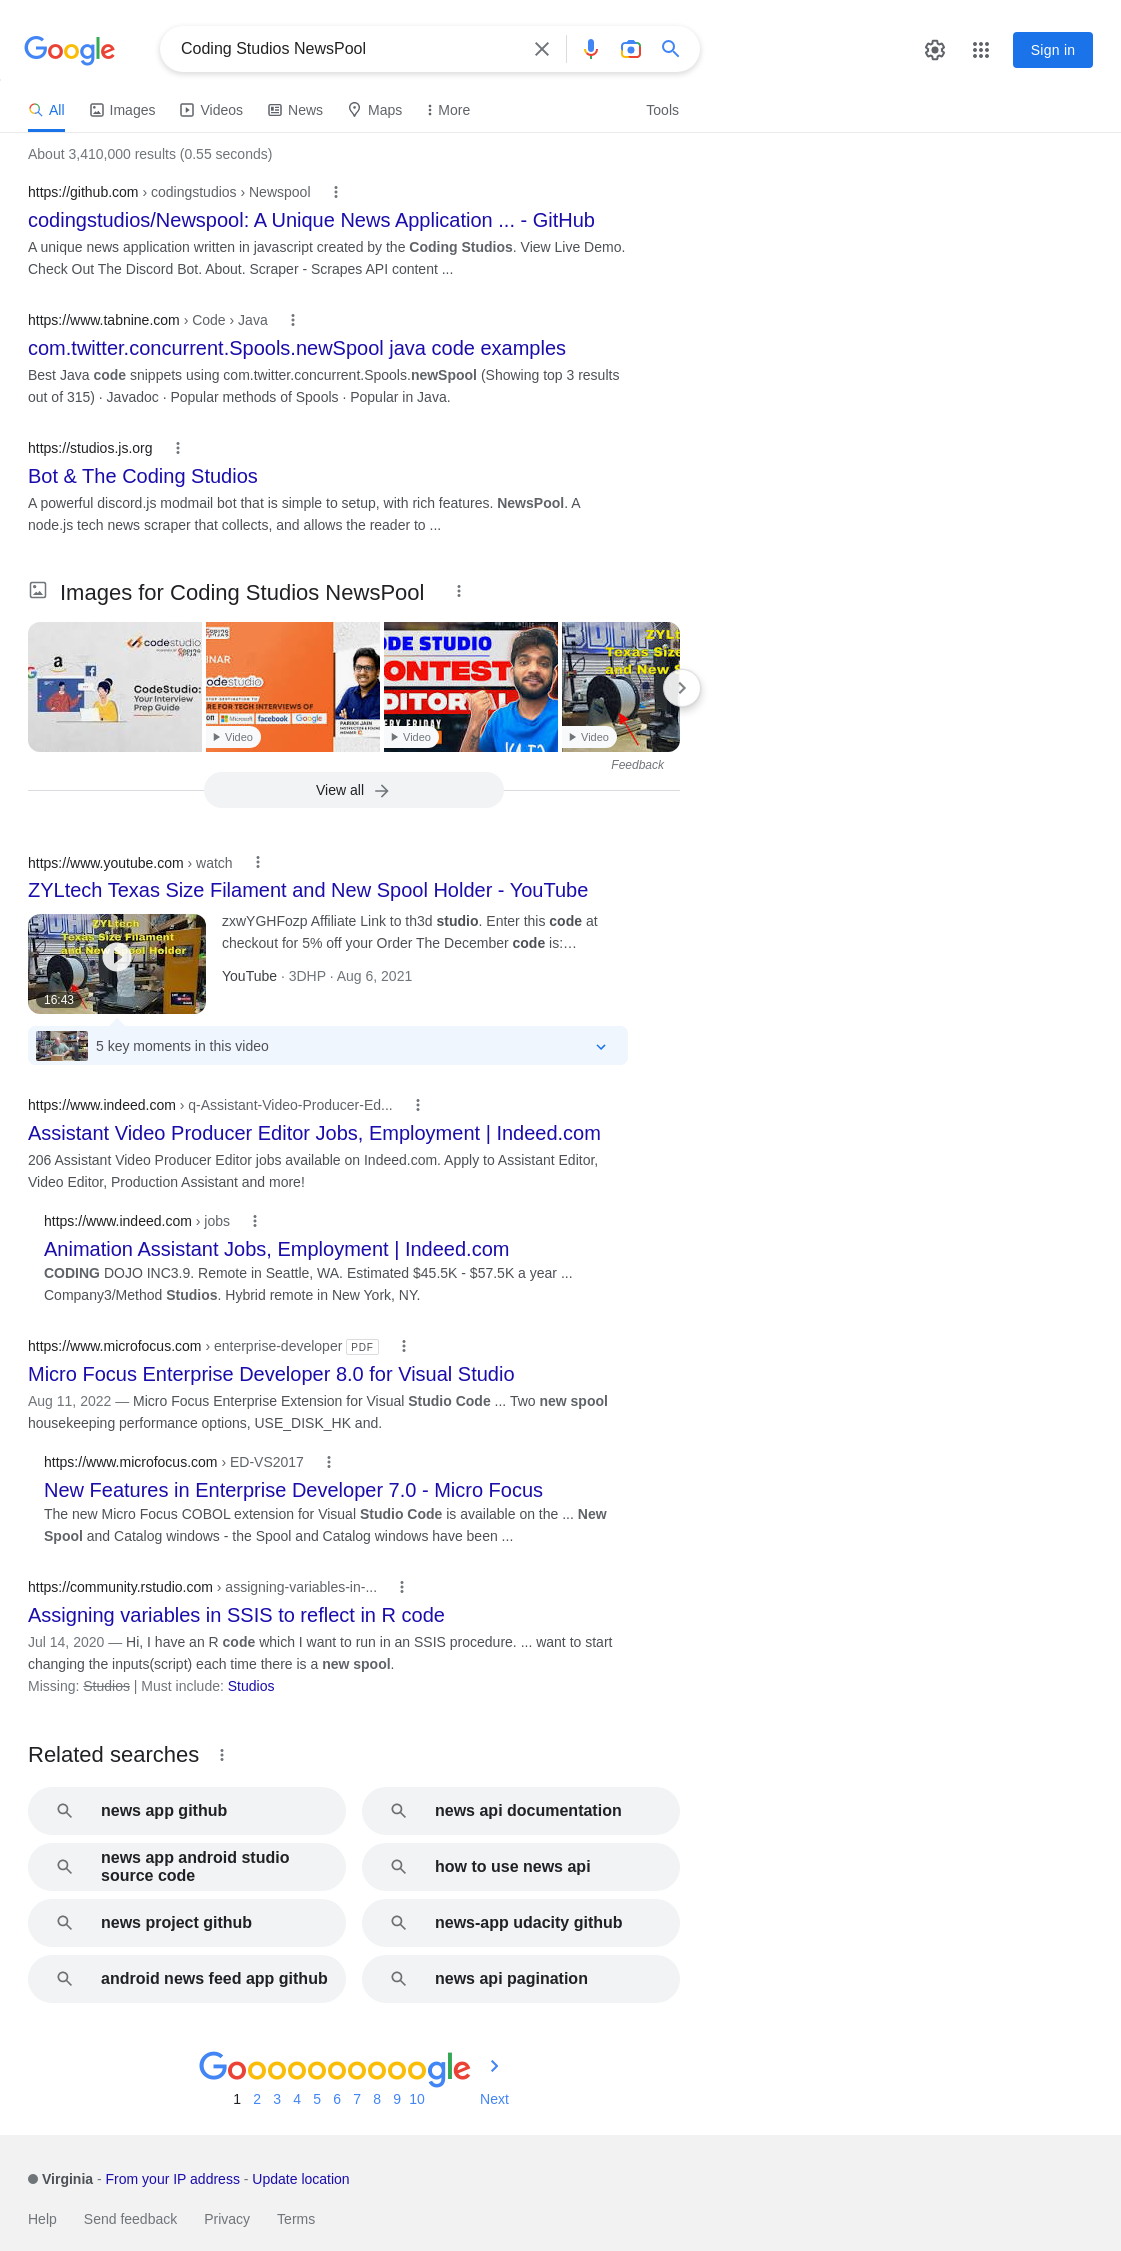 Google
Coding Studios NewsPool
Sign in
All
Images
Videos
News
Maps
More
Tools
About 3,410,000 results (0.55 seconds)
https://github.com › codingstudios › Newspool
codingstudios/Newspool: A Unique News Application ... - GitHub
A unique news application written in javascript created by the Coding Studios. View Live Demo.
Check Out The Discord Bot. About. Scraper - Scrapes API content ...
https://www.tabnine.com › Code › Java
com.twitter.concurrent.Spools.newSpool java code examples
Best Java code snippets using com.twitter.concurrent.Spools.newSpool (Showing top 3 results
out of 315) · Javadoc · Popular methods of Spools · Popular in Java.
https://studios.js.org
Bot & The Coding Studios
A powerful discord.js modmail bot that is simple to setup, with rich features. NewsPool. A
node.js tech news scraper that collects, and allows the reader to ...
Images for Coding Studios NewsPool
codestudio
CodeStudio:
Your Interview
Prep Guide
INAR
destudio
RE FOR TECH INTERVIEWS OF
Microsoft
facebook
Google
PARIKH JAIN
Video
ODE STUDIO
ONTEST
DITORIAL
RY FRIDAY
Video
3DHP
ZYLt
Texas Size
and New S
Video
Feedback
View all
https://www.youtube.com › watch
ZYLtech Texas Size Filament and New Spool Holder - YouTube
ZYLtech
Texas Size Filament
and New Spool Holder
16:43
zxwYGHFozp Affiliate Link to th3d studio. Enter this code at
checkout for 5% off your Order The December code is:...
YouTube · 3DHP · Aug 6, 2021
5 key moments in this video
https://www.indeed.com › q-Assistant-Video-Producer-Ed...
Assistant Video Producer Editor Jobs, Employment | Indeed.com
206 Assistant Video Producer Editor jobs available on Indeed.com. Apply to Assistant Editor,
Video Editor, Production Assistant and more!
https://www.indeed.com › jobs
Animation Assistant Jobs, Employment | Indeed.com
CODING DOJO INC3.9. Remote in Seattle, WA. Estimated $45.5K - $57.5K a year ...
Company3/Method Studios. Hybrid remote in New York, NY.
https://www.microfocus.com › enterprise-developer PDF
Micro Focus Enterprise Developer 8.0 for Visual Studio
Aug 11, 2022 — Micro Focus Enterprise Extension for Visual Studio Code ... Two new spool
housekeeping performance options, USE_DISK_HK and.
https://www.microfocus.com › ED-VS2017
New Features in Enterprise Developer 7.0 - Micro Focus
The new Micro Focus COBOL extension for Visual Studio Code is available on the ... New
Spool and Catalog windows - the Spool and Catalog windows have been ...
https://community.rstudio.com › assigning-variables-in-...
Assigning variables in SSIS to reflect in R code
Jul 14, 2020 — Hi, I have an R code which I want to run in an SSIS procedure. ... want to start
changing the inputs(script) each time there is a new spool.
Missing: Studios | Must include: Studios
Related searches
news app github
news api documentation
news app android studio
source code
how to use news api
news project github
news-app udacity github
android news feed app github
news api pagination
Goooooooooogle
1 2 3 4 5 6 7 8 9 10 Next
Virginia - From your IP address - Update location
Help Send feedback Privacy Terms